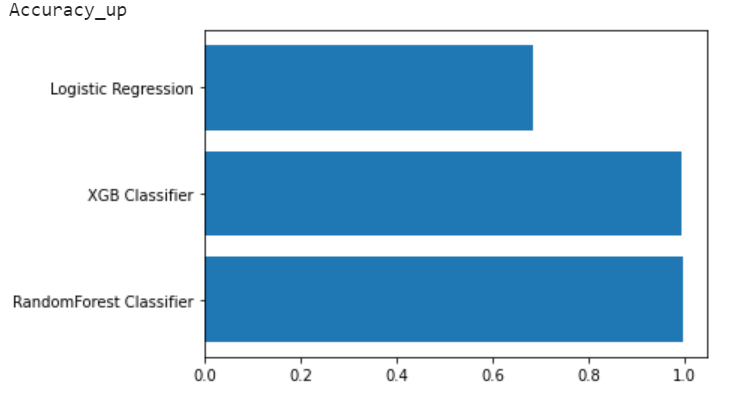 Accuracy_up
Logistic Regression
XGB Classifier
RandomForest Classifier
0.0 0.2 0.4 0.6 0.8 1.0